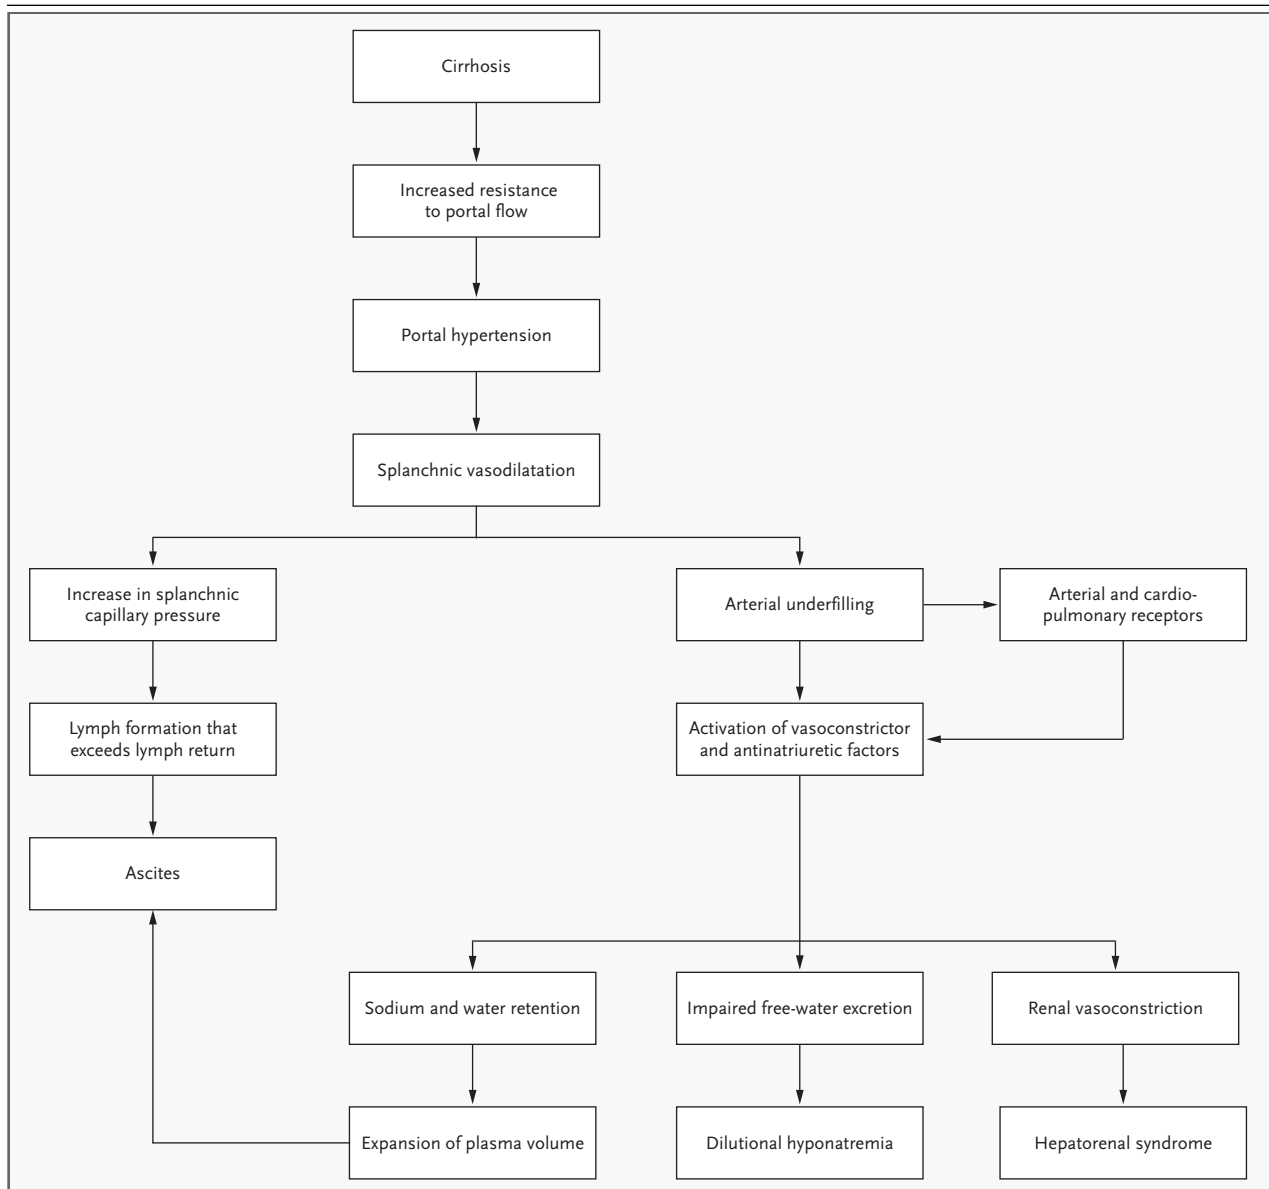 Cirrhosis
Increased resistance
to portal flow
Portal hypertension
Splanchnic vasodilatation
Increase in splanchnic
capillary pressure
Arterial underfilling
Arterial and cardio-
pulmonary receptors
Lymph formation that
exceeds lymph return
Activation of vasoconstrictor
and antinatriuretic factors
Ascites
Sodium and water retention
Impaired free-water excretion
Renal vasoconstriction
Expansion of plasma volume
Dilutional hyponatremia
Hepatorenal syndrome